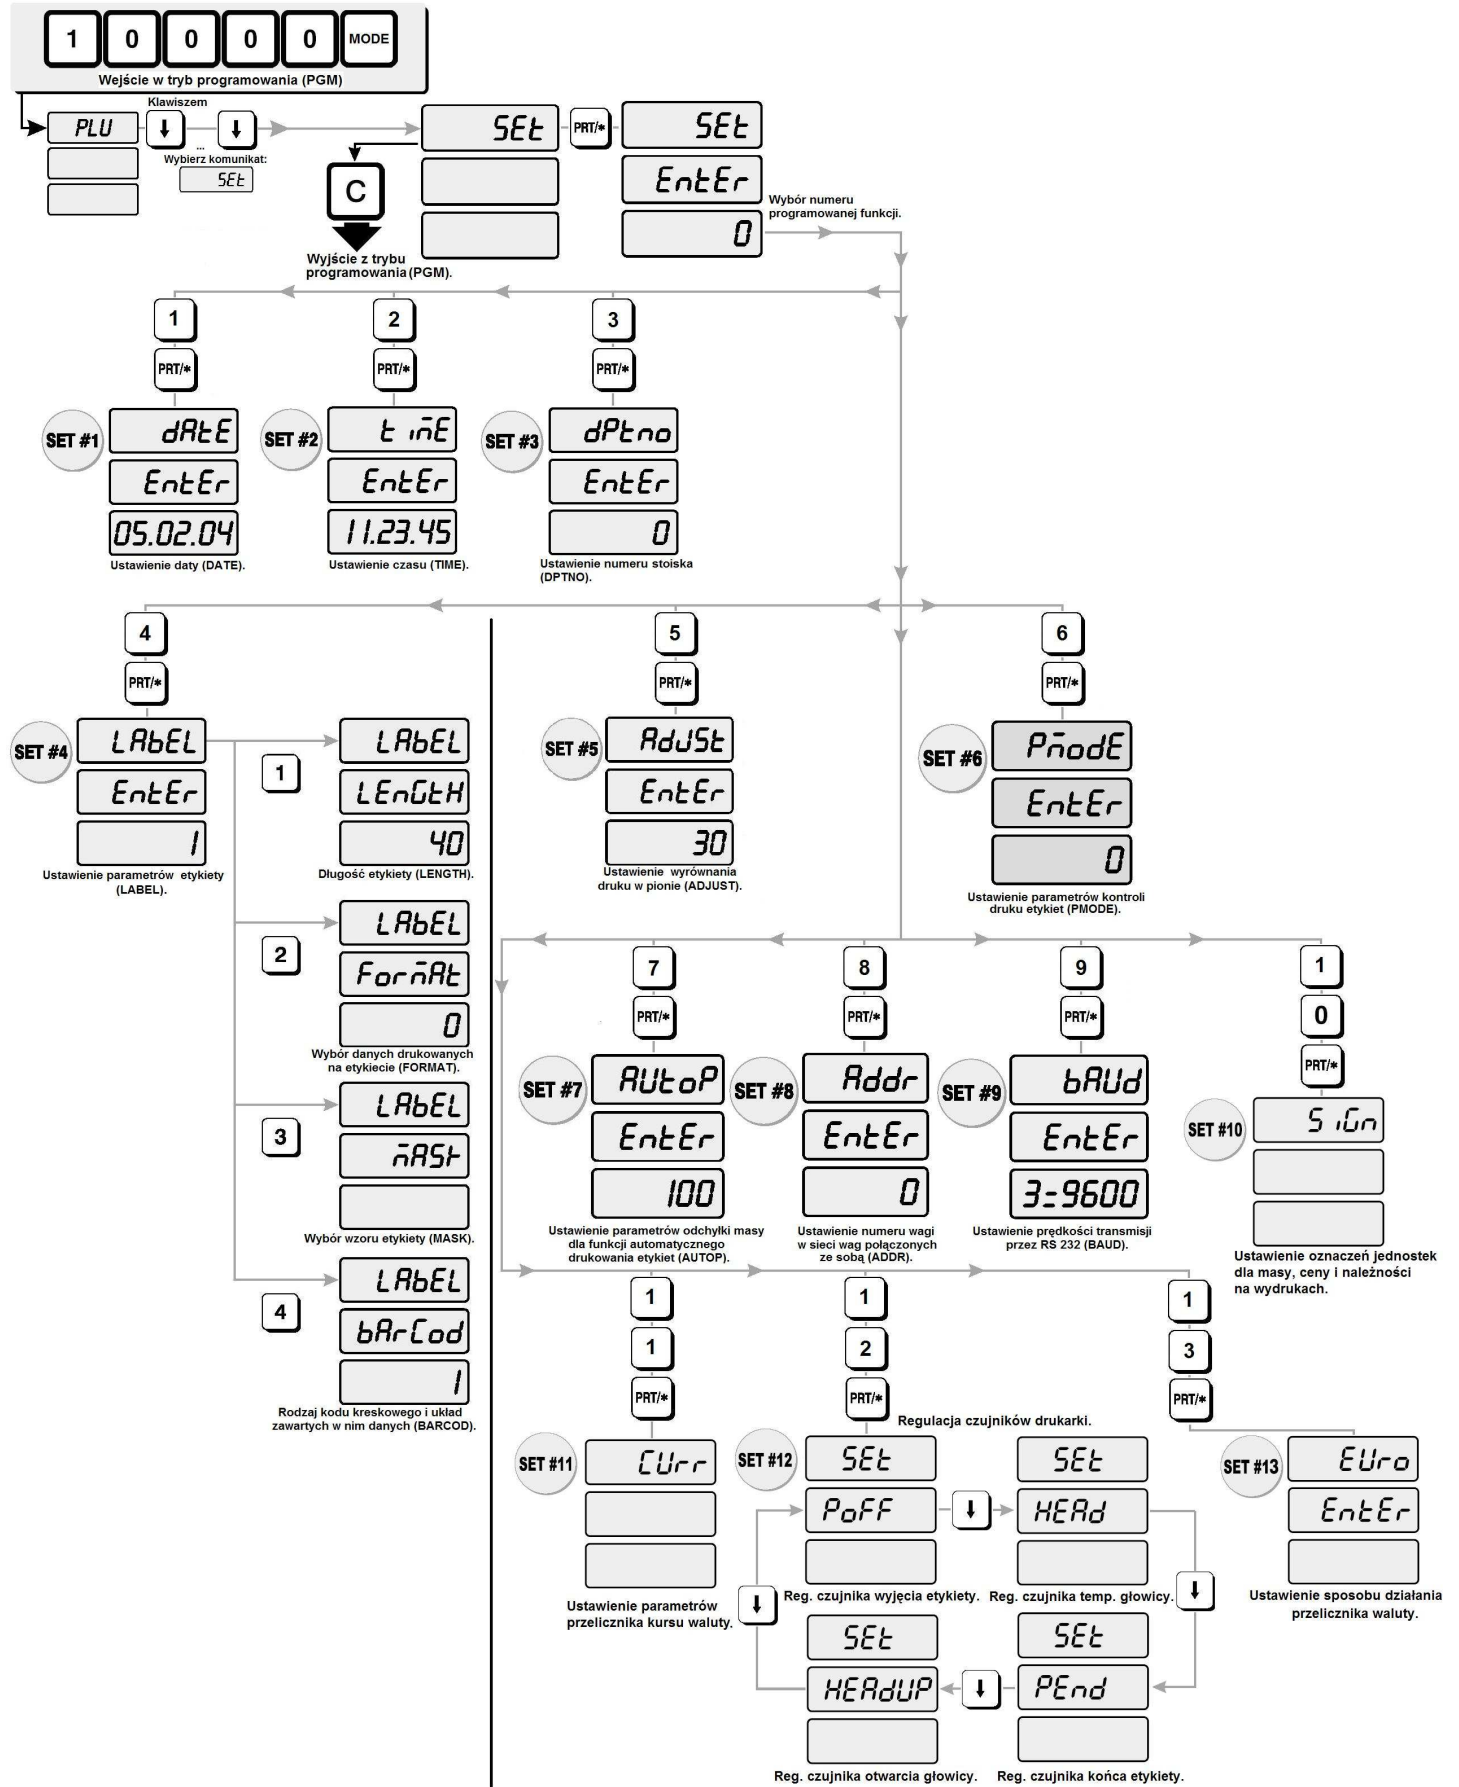 1 0 0 0 0 MODE
Wejście w tryb programowania (PGM)
Klawiszem
PLU
...
Wybierz komunikat:
SEt
SEt
PRT/*
SEt
EntEr
0
C
Wyjście z trybu
programowania (PGM).
Wybór numeru
programowanej funkcji.
1
PRT/*
SET #1
dAtE
EntEr
05.02.04
Ustawienie daty (DATE).
2
PRT/*
SET #2
timE
EntEr
11.23.45
Ustawienie czasu (TIME).
3
PRT/*
SET #3
dPtno
EntEr
0
Ustawienie numeru stoiska
(DPTNO).
4
PRT/*
SET #4
LAbEL
EntEr
1
Ustawienie parametrów etykiety
(LABEL).
1
LAbEL
LEnGtH
40
Długość etykiety (LENGTH).
2
LAbEL
FormAt
0
Wybór danych drukowanych
na etykiecie (FORMAT).
3
LAbEL
mASk
Wybór wzoru etykiety (MASK).
4
LAbEL
bArCod
1
Rodzaj kodu kreskowego i układ
zawartych w nim danych (BARCOD).
5
PRT/*
SET #5
AdJSt
EntEr
30
Ustawienie wyrównania
druku w pionie (ADJUST).
6
PRT/*
SET #6
PmodE
EntEr
0
Ustawienie parametrów kontroli
druku etykiet (PMODE).
7
PRT/*
SET #7
AUtoP
EntEr
100
Ustawienie parametrów odchyłki masy
dla funkcji automatycznego
drukowania etykiet (AUTOP).
8
PRT/*
SET #8
Addr
EntEr
0
Ustawienie numeru wagi
w sieci wag połączonych
ze sobą (ADDR).
9
PRT/*
SET #9
bAUd
EntEr
3=9600
Ustawienie prędkości transmisji
przez RS 232 (BAUD).
1
0
PRT/*
SET #10
SiGn
Ustawienie oznaczeń jednostek
dla masy, ceny i należności
na wydrukach.
1
1
PRT/*
SET #11
CUrr
Ustawienie parametrów
przelicznika kursu waluty.
1
2
PRT/*
Regulacja czujników drukarki.
SET #12
SEt
PoFF
Reg. czujnika wyjęcia etykiety.
SEt
HEAd
Reg. czujnika temp. głowicy.
SEt
HEAdUP
Reg. czujnika otwarcia głowicy.
SEt
PEnd
Reg. czujnika końca etykiety.
1
3
PRT/*
SET #13
EUro
EntEr
Ustawienie sposobu działania
przelicznika waluty.